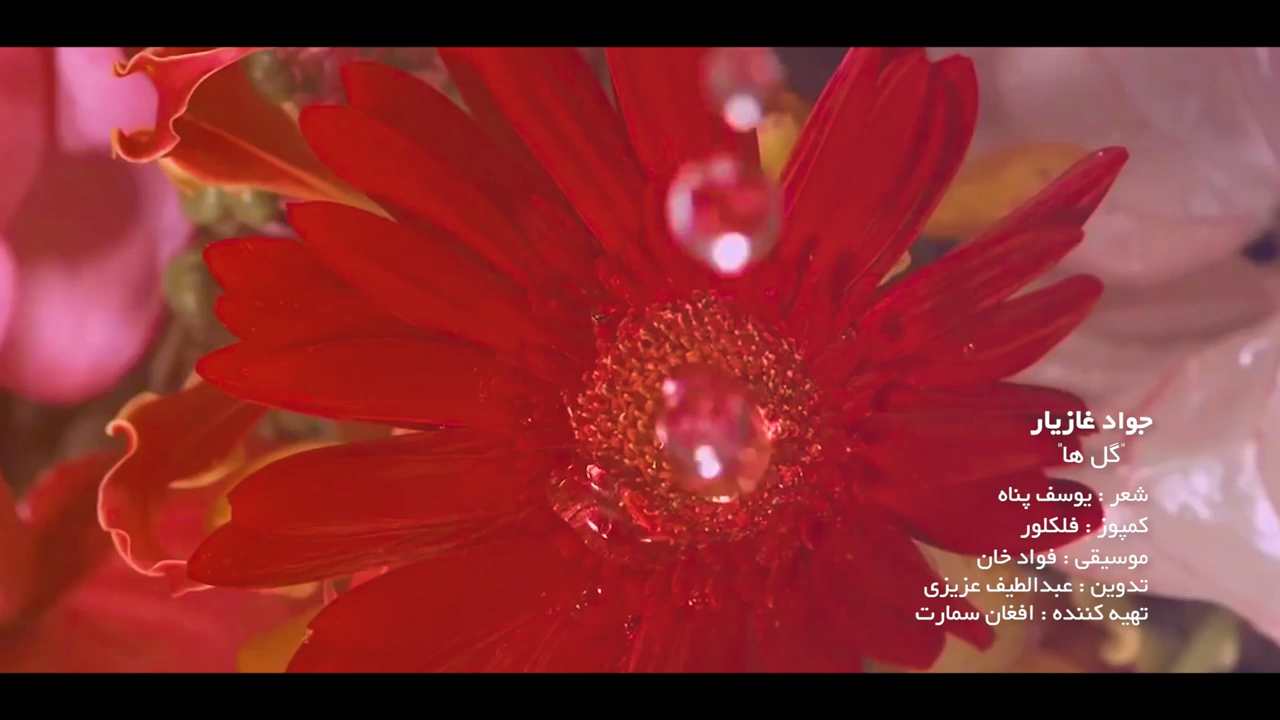 جواد غازیار
"گل ها"
شعر : یوسف پناه
کمپوز : فلکلور
موسیقی : فواد خان
تدوین : عبدالطیف عزیزی
تهیه کننده : افغان سمارت